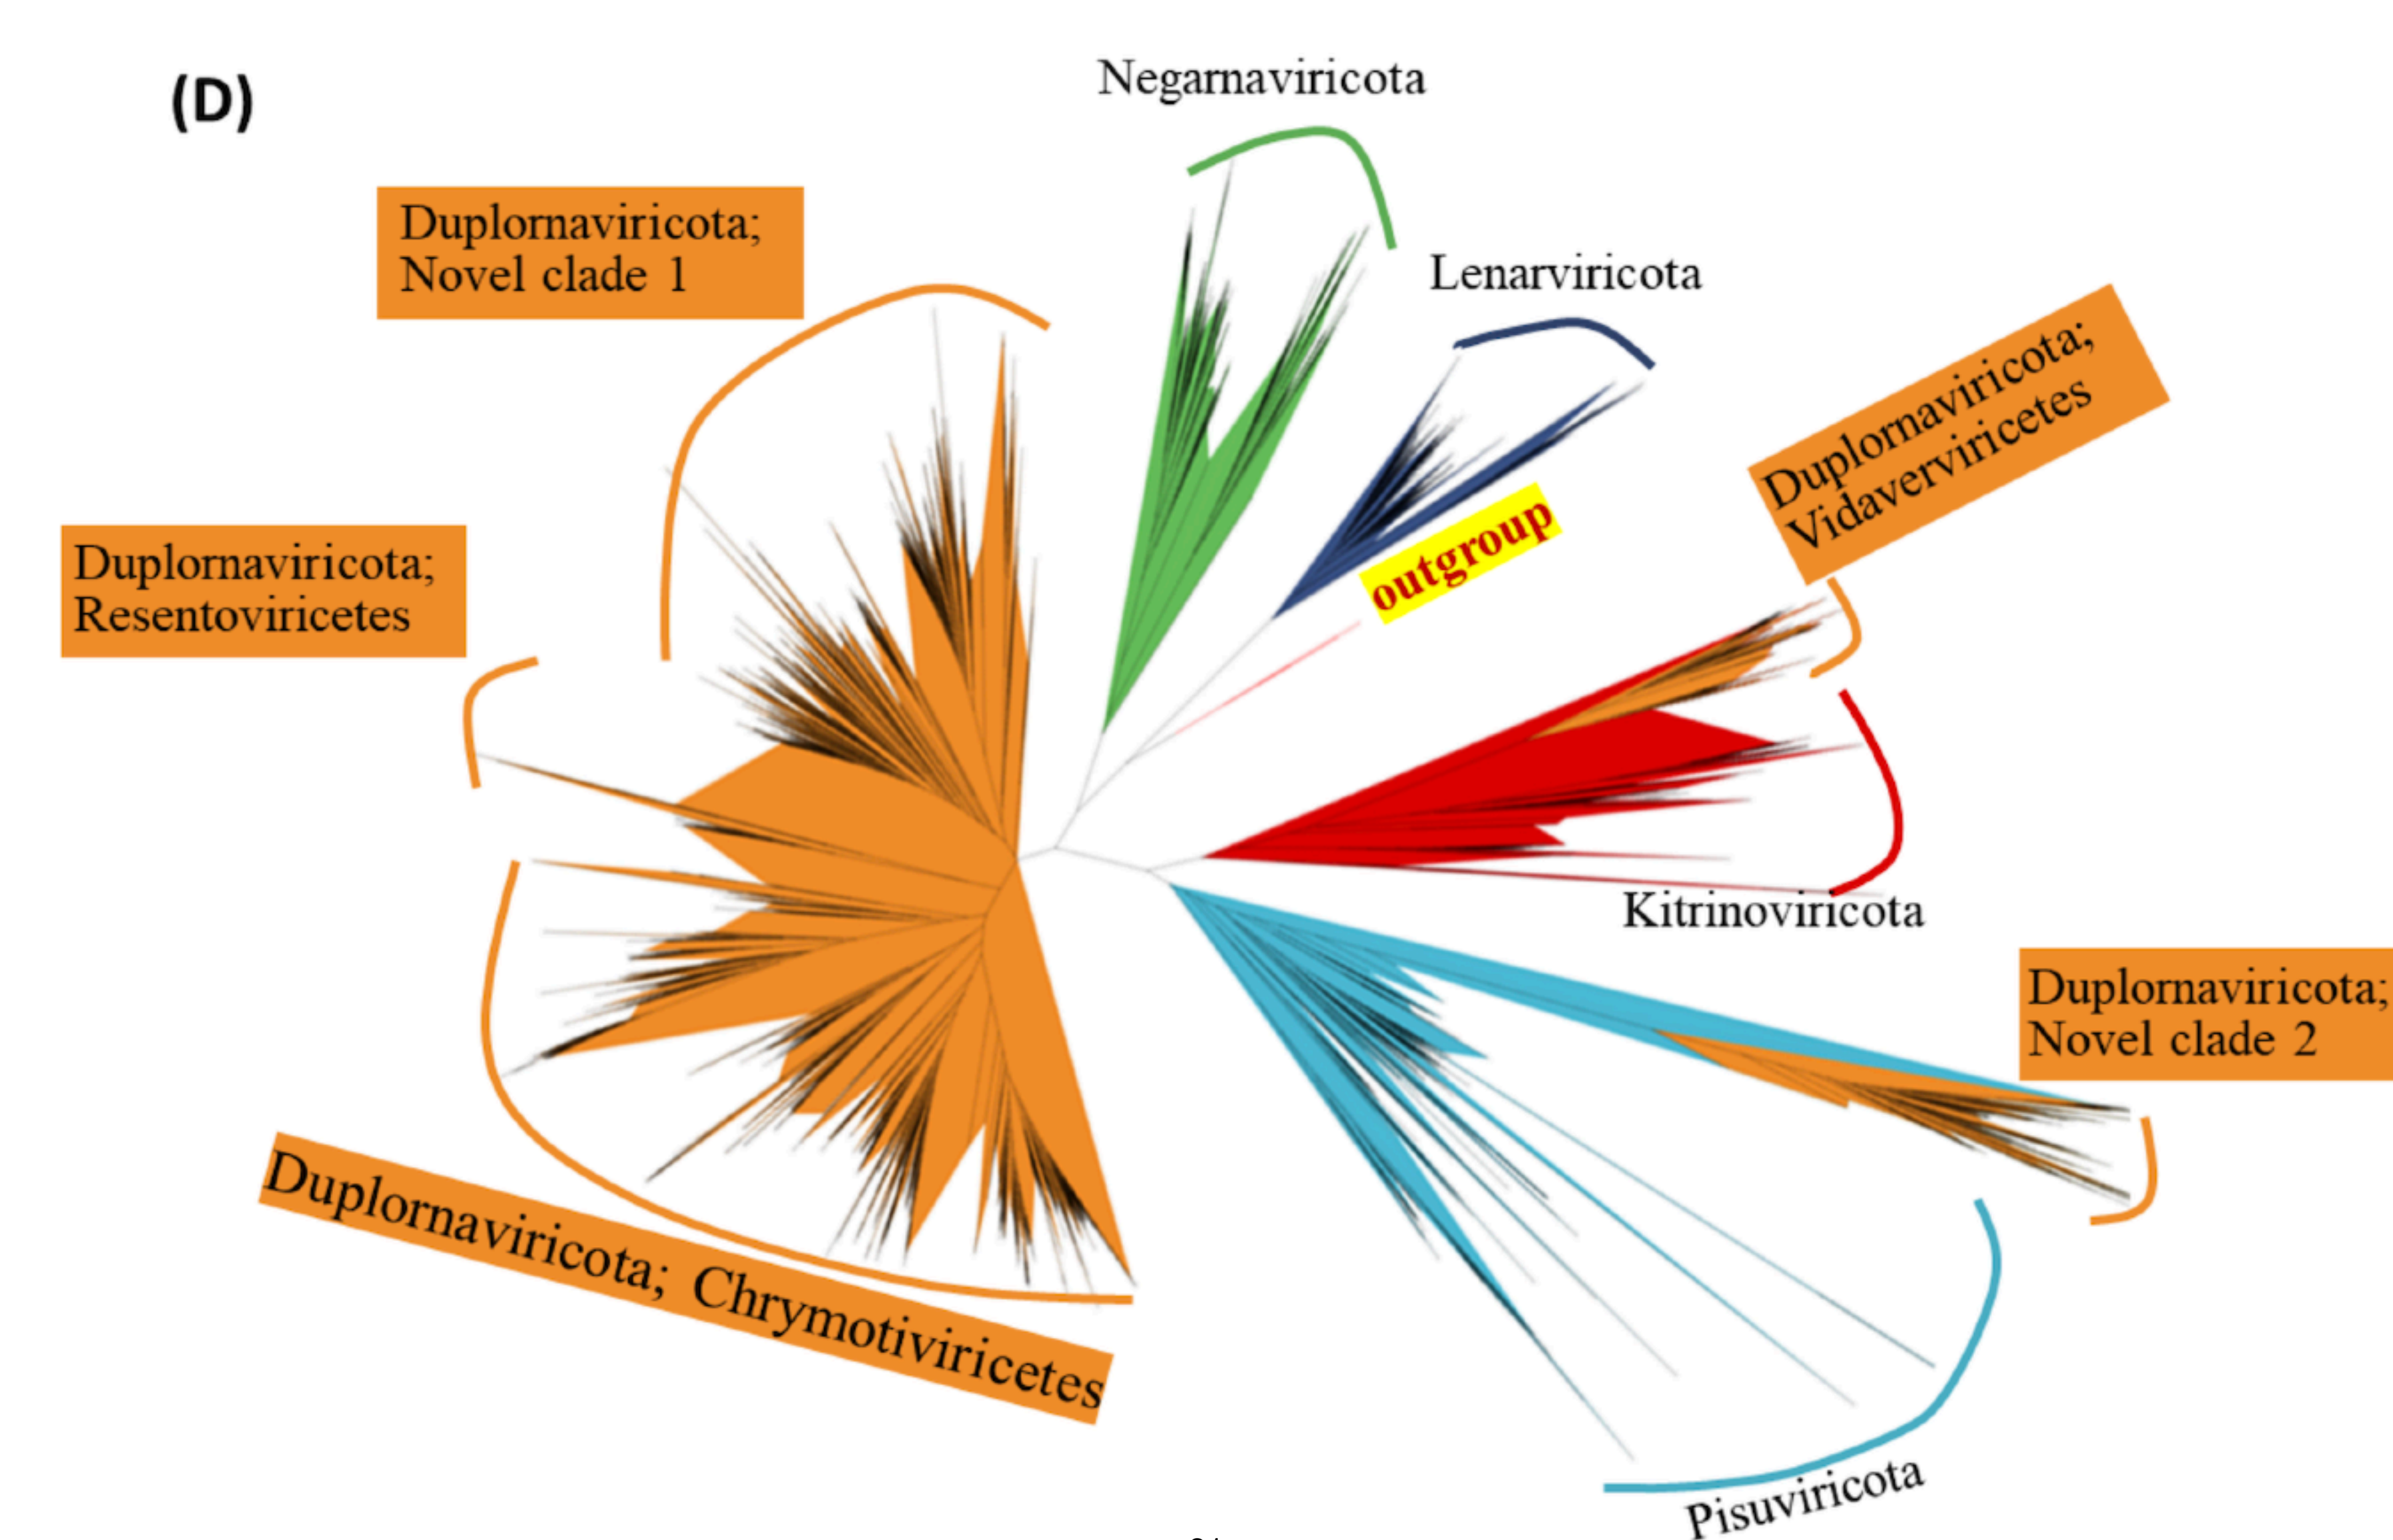 (D)
Negarnaviricota
Duplornaviricota;
Novel clade 1
Lenarviricota
Duplornaviricota;
Vidaverviricetes
outgroup
Duplornaviricota;
Resentoviricetes
Kitrinoviricota
Duplornaviricota;
Novel clade 2
Duplornaviricota; Chrymotiviricetes
Pisuviricota